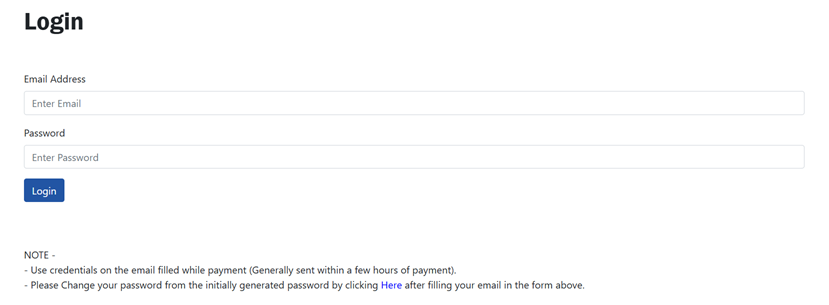 Login
Email Address
Enter Email
Password
Enter Password
Login
NOTE -
- Use credentials on the email filled while payment (Generally sent within a few hours of payment).
- Please Change your password from the initially generated password by clicking Here after filling your email in the form above.